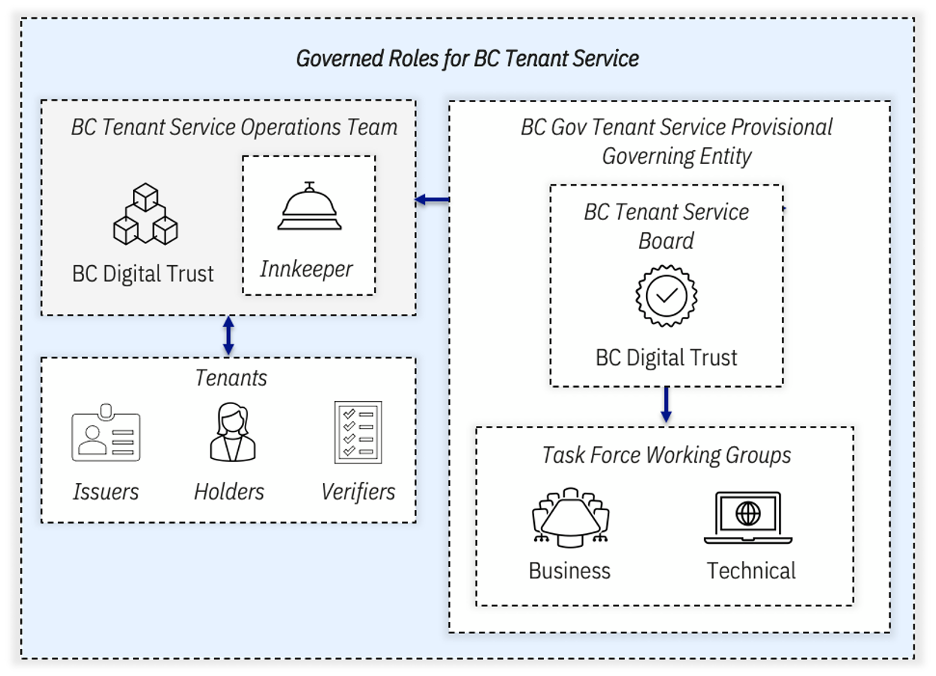 Governed Roles for BC Tenant Service
BC Tenant Service Operations Team
BC Digital Trust
Innkeeper
Tenants
Issuers
Holders
Verifiers
BC Gov Tenant Service Provisional
Governing Entity
BC Tenant Service
Board
BC Digital Trust
Task Force Working Groups
Business
Technical